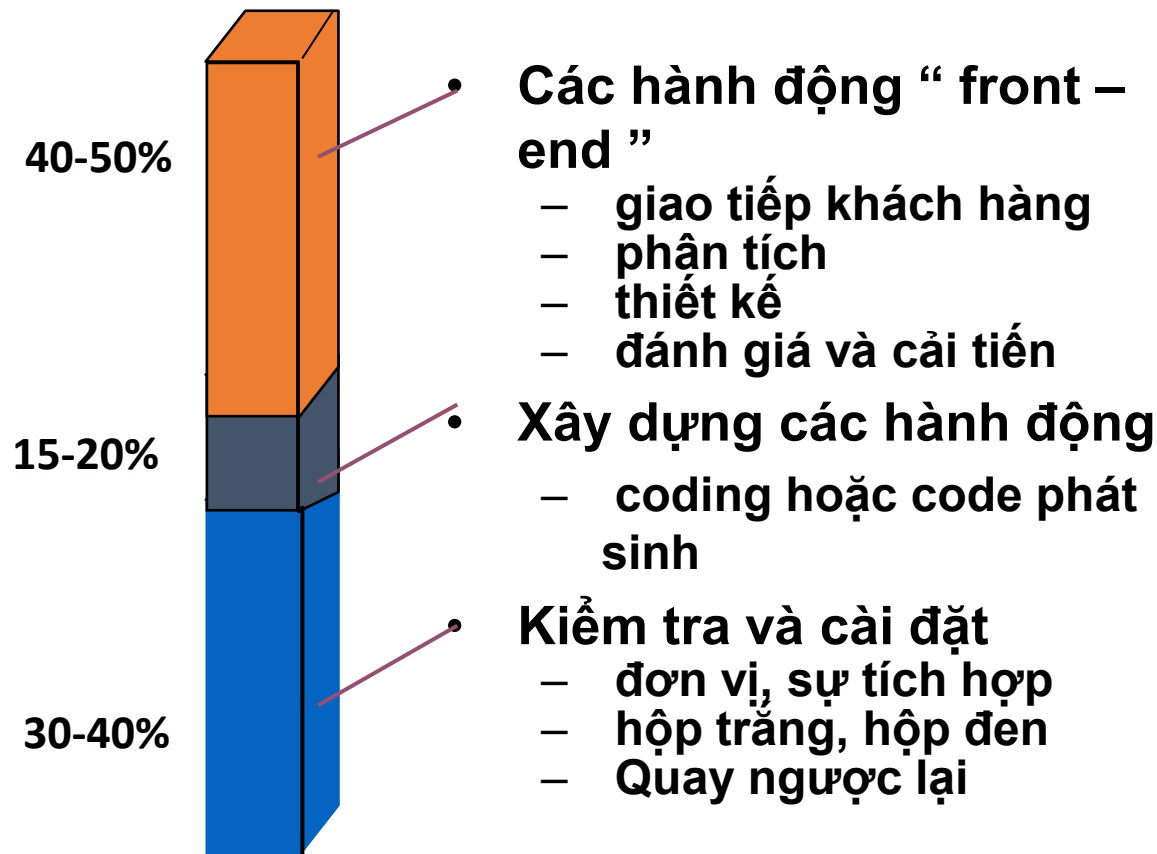 40-50%
15-20%
30-40%
• Các hành động “ front –
end ”
– giao tiếp khách hàng
– phân tích
– thiết kế
– đánh giá và cải tiến
• Xây dựng các hành động
– coding hoặc code phát
sinh
• Kiểm tra và cài đặt
– đơn vị, sự tích hợp
– hộp trắng, hộp đen
– Quay ngược lại